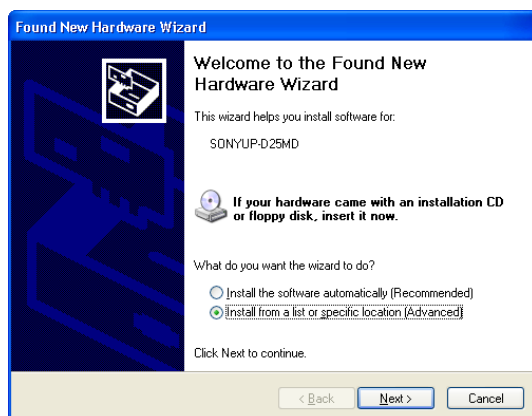 Found New Hardware Wizard
Welcome to the Found New
Hardware Wizard
This wizard helps you install software for:
SONYUP-D25MD
If your hardware came with an installation CD
or floppy disk, insert it now.
What do you want the wizard to do?
Install the software automatically (Recommended)
Install from a list or specific location (Advanced)
Click Next to continue.
< Back Next > Cancel